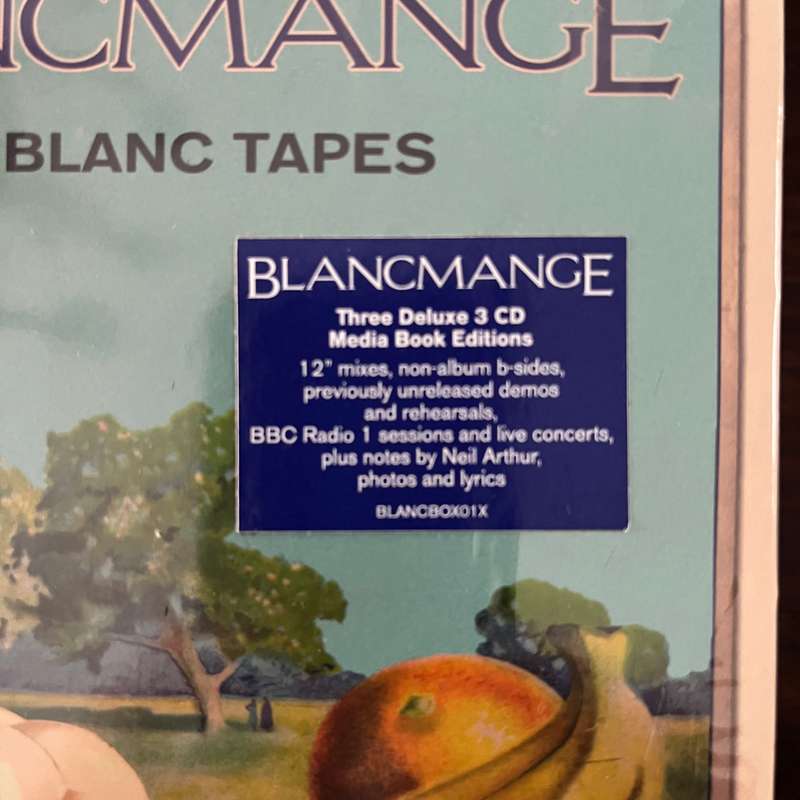 NCMANGE
BLANC TAPES
BLANCMANGE
Three Deluxe 3 CD
Media Book Editions
12" mixes, non-album b-sides,
previously unreleased demos
and rehearsals,
BBC Radio 1 sessions and live concerts,
plus notes by Neil Arthur,
photos and lyrics
BLANCBOX01X